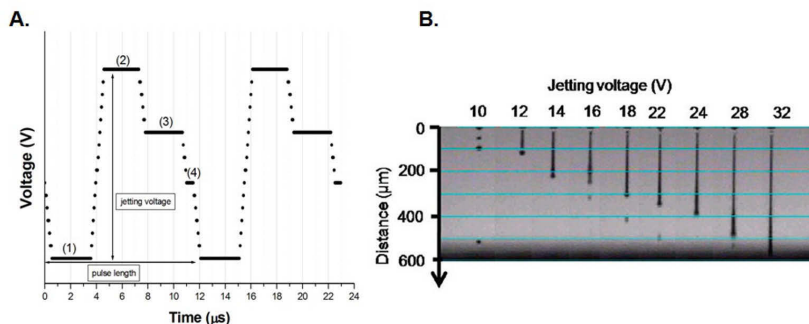 A.
Voltage (V)
(1)
(2)
(3)
(4)
jetting voltage
pulse length
0 2 4 6 8 10 12 14 16 18 20 22 24
Time (µs)
B.
Jetting voltage (V)
10 12 14 16 18 22 24 28 32
Distance (µm)
0
200
400
600